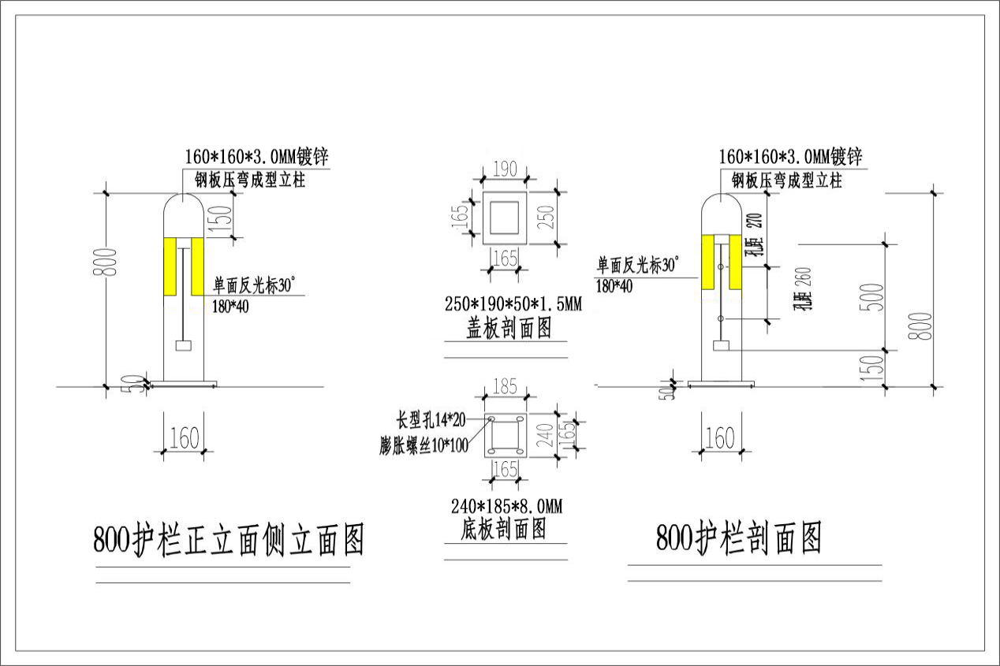 160*160*3.0MM镀锌
钢板压弯成型立柱
150
800
单面反光标30°
180*40
50
160
800护栏正立面侧立面图
190
165
250
165
250*190*50*1.5MM
盖板剖面图
185
长型孔14*20
膨胀螺丝10*100
240
165
165
240*185*8.0MM
底板剖面图
160*160*3.0MM镀锌
钢板压弯成型立柱
孔距 270
单面反光标30°
180*40
孔距 260
500
800
150
50
160
800护栏剖面图